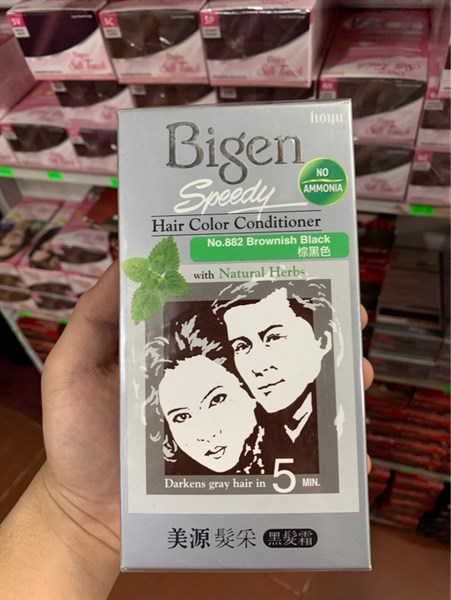 hoyu
Bigen
Speedy
NO
AMMONIA
Hair Color Conditioner
No.882 Brownish Black
棕黑色
with Natural Herbs
Darkens gray hair in 5 MIN.
美源 髮采 黑髮霜